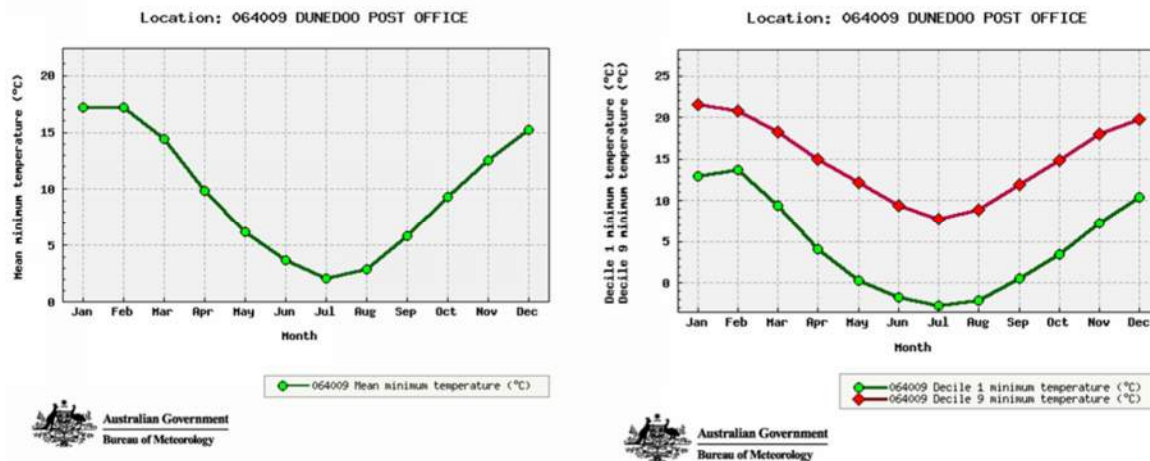 Location: 064009 DUNEDOO POST OFFICE
Mean minimum temperature (°C)
20
15
10
5
0
Jan Feb Mar Apr May Jun Jul Aug Sep Oct Nov Dec
Month
064009 Mean minimum temperature (°C)
Australian Government
Bureau of Meteorology
Location: 064009 DUNEDOO POST OFFICE
Decile 1 minimum temperature (°C)
Decile 9 minimum temperature (°C)
25
20
15
10
5
0
Jan Feb Mar Apr May Jun Jul Aug Sep Oct Nov Dec
Month
064009 Decile 1 minimum temperature (°C)
064009 Decile 9 minimum temperature (°C)
Australian Government
Bureau of Meteorology